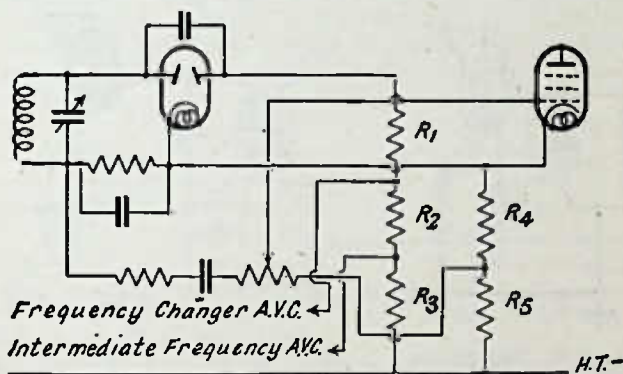 R1
R2
R4
R3
R5
Frequency Changer A.V.C.
Intermediate Frequency A.V.C.
H.T.-